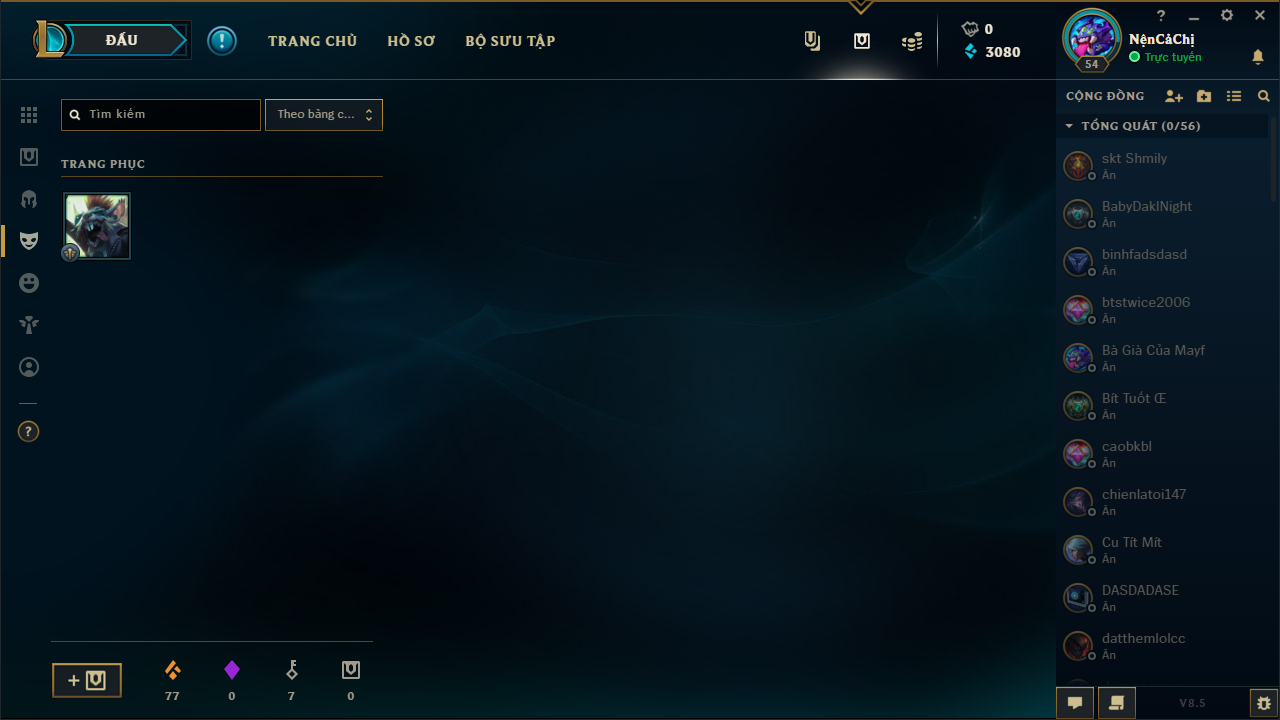 ĐẤU
!
TRANG CHỦ
HỒ SƠ
BỘ SƯU TẬP
0
3080
?
54
NệnCảChị
Trực tuyến
Tìm kiếm
Theo bảng c...
TRANG PHỤC
?
77
0
7
0
CỘNG ĐỒNG
TỔNG QUÁT (0/56)
skt Shmily
Ẩn
BabyDaklNight
Ẩn
binhfadsdasd
Ẩn
btstwice2006
Ẩn
Bà Già Của Mayf
Ẩn
Bít Tuốt Œ
Ẩn
caobkbl
Ẩn
chienlatoi147
Ẩn
Cu Tít Mít
Ẩn
DASDADASE
Ẩn
datthemlolcc
Ẩn
V8.5